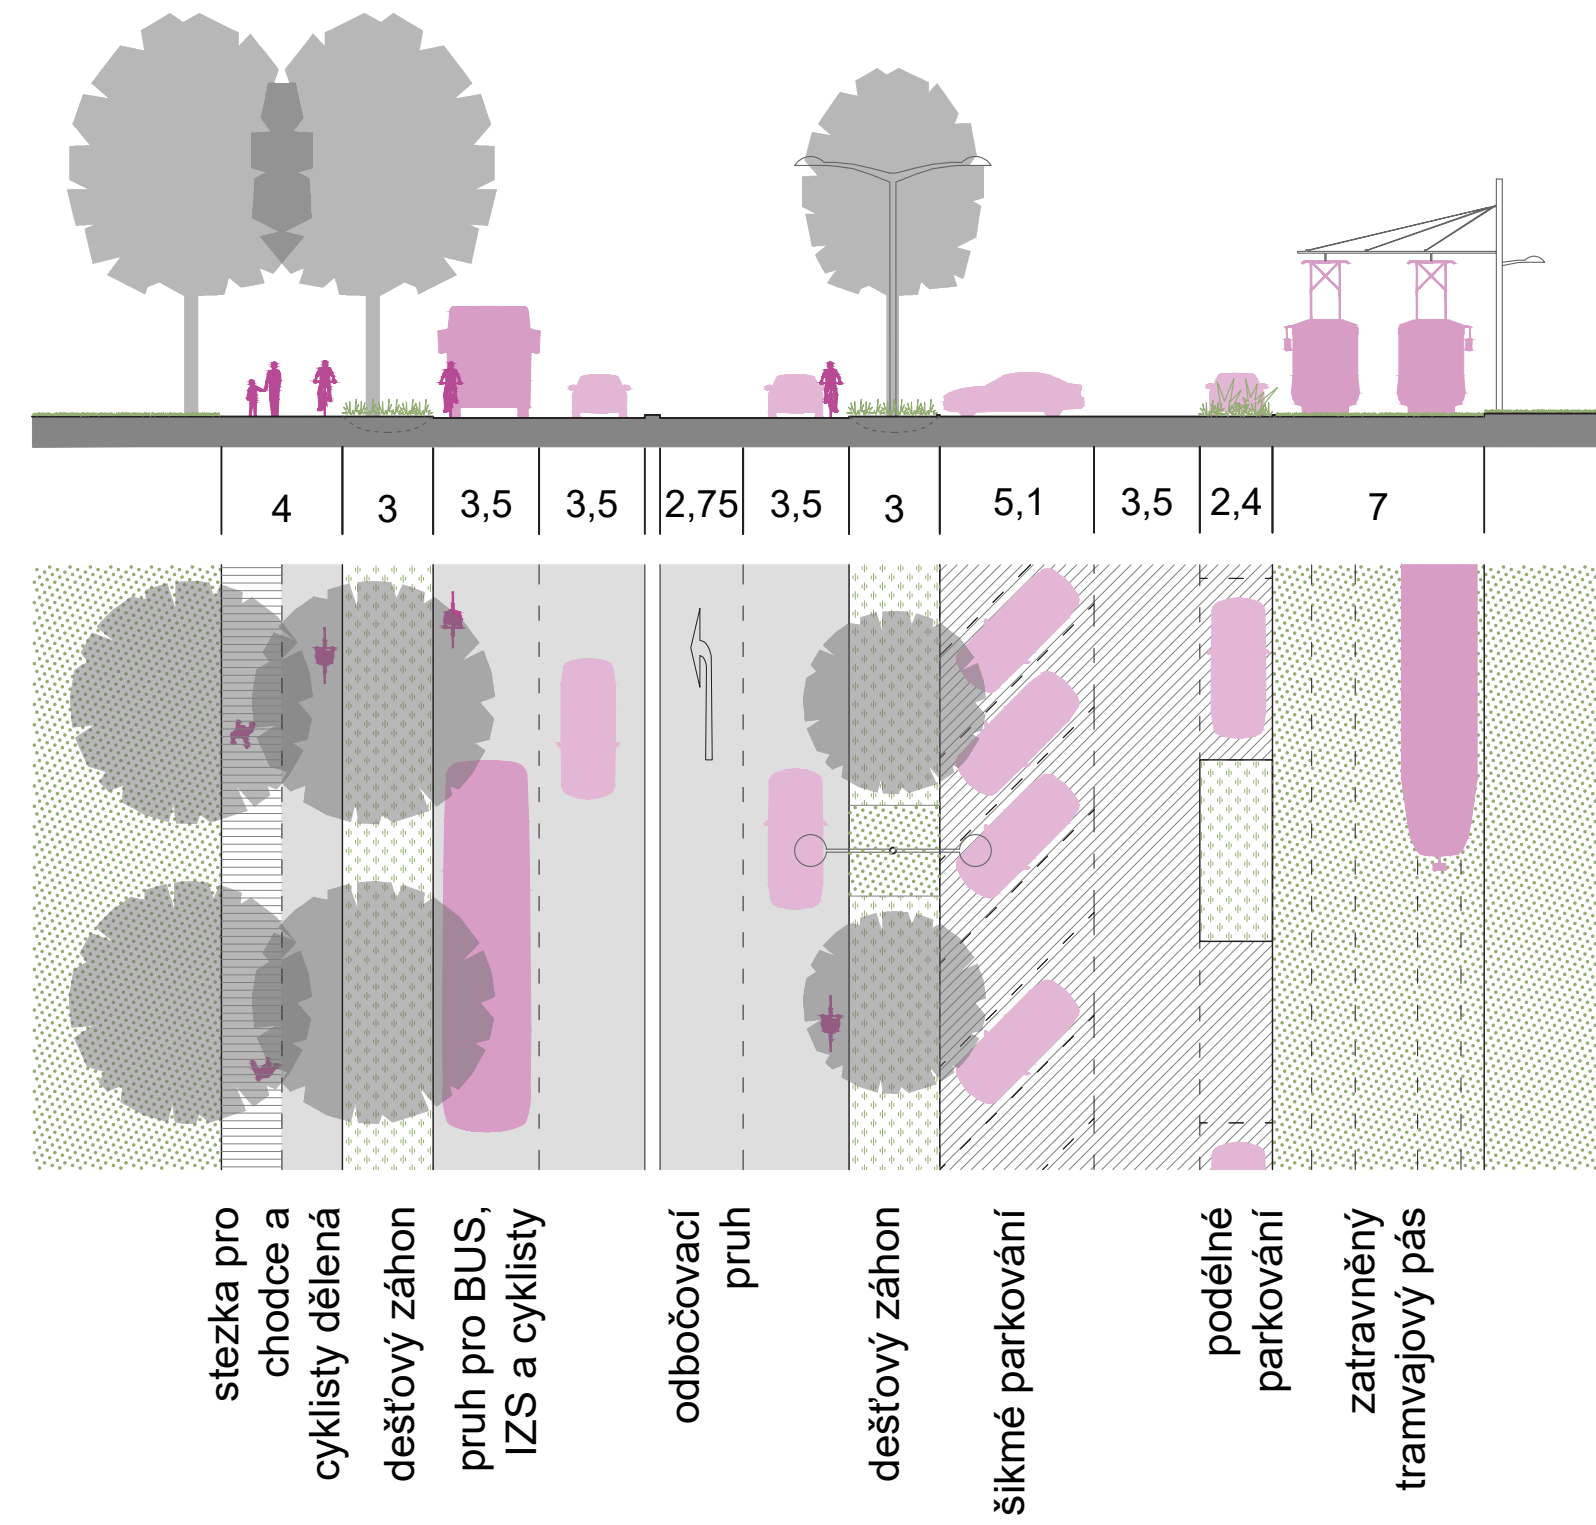 4
3
3,5
3,5
2,75
3,5
3
5,1
3,5
2,4
7
stezka pro
chodce a
cyklisty dělená
dešťový záhon
pruh pro BUS,
IZS a cyklisty
odbočovací
pruh
dešťový záhon
šikmé parkování
podélné
parkování
zatravněný
tramvajový pás